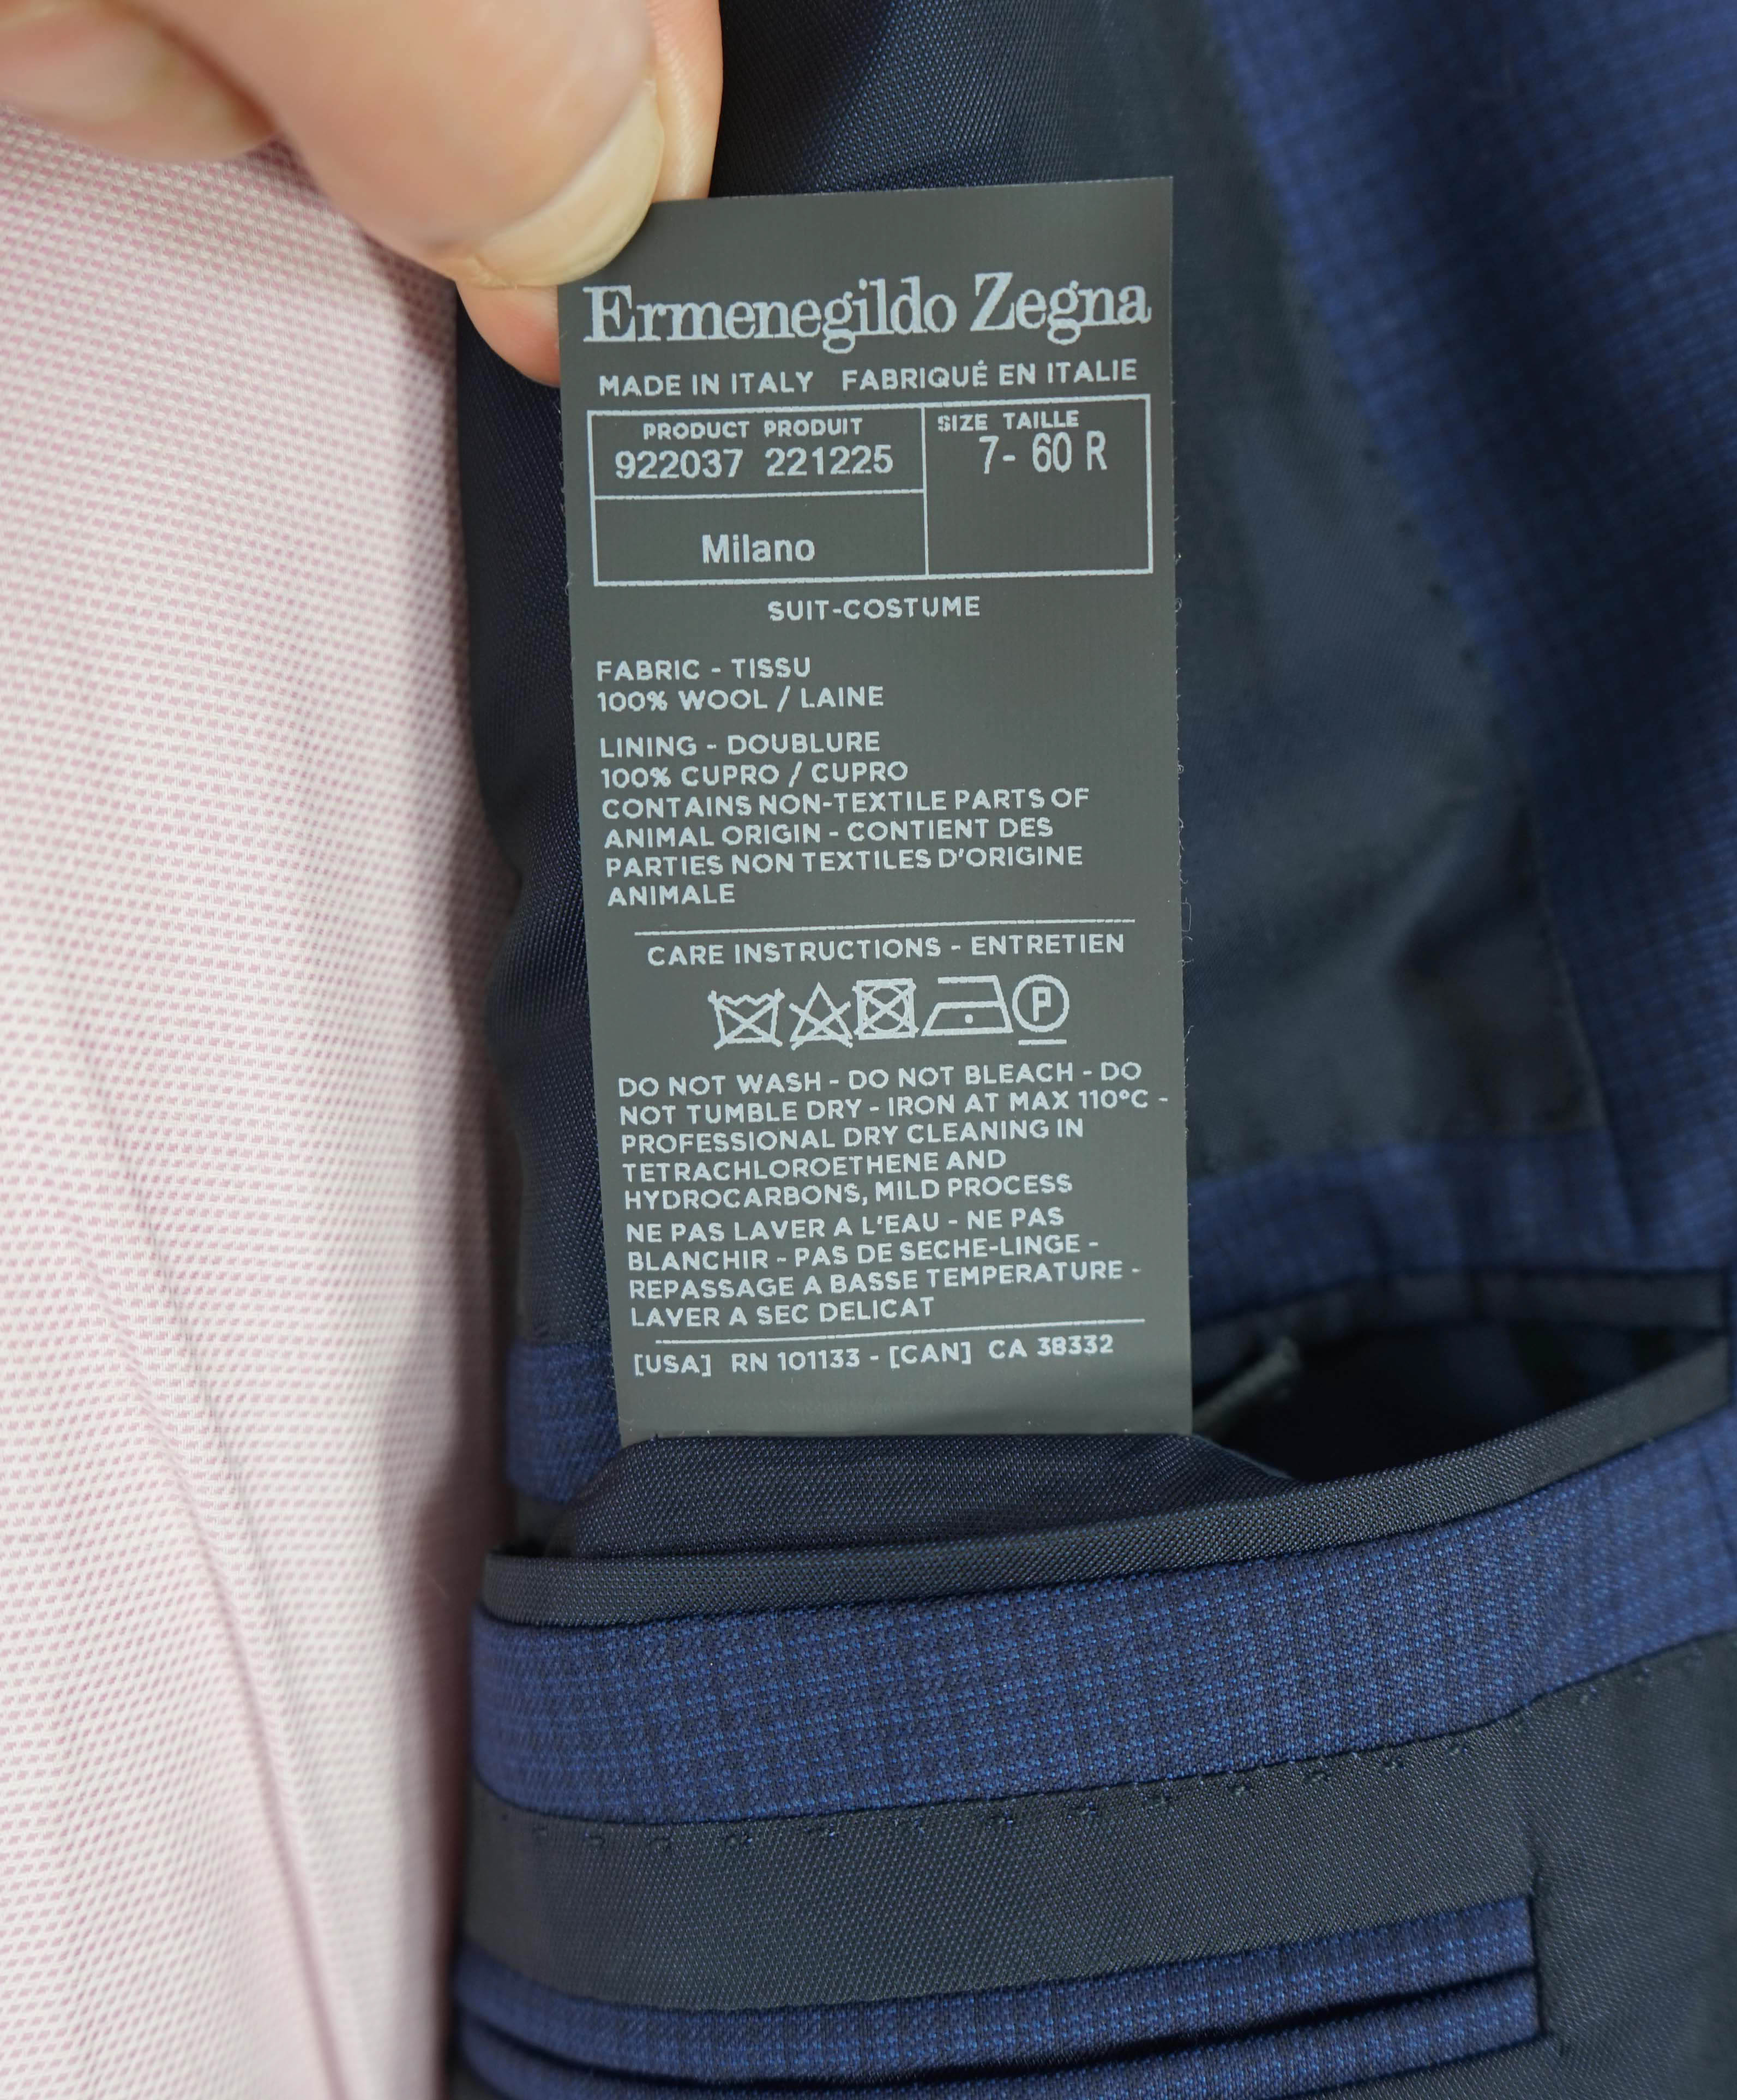 Ermenegildo Zegna
MADE IN ITALY FABRIQUÉ EN ITALIE
PRODUCT PRODUIT
922037 221225
SIZE TAILLE
7- 60 R
Milano
SUIT-COSTUME
FABRIC - TISSU
100% WOOL / LAINE
LINING - DOUBLURE
100% CUPRO / CUPRO
CONTAINS NON-TEXTILE PARTS OF
ANIMAL ORIGIN - CONTIENT DES
PARTIES NON TEXTILES D'ORIGINE
ANIMALE
CARE INSTRUCTIONS - ENTRETIEN
P
DO NOT WASH - DO NOT BLEACH - DO
NOT TUMBLE DRY - IRON AT MAX 110°C -
PROFESSIONAL DRY CLEANING IN
TETRACHLOROETHENE AND
HYDROCARBONS, MILD PROCESS
NE PAS LAVER A L'EAU - NE PAS
BLANCHIR - PAS DE SECHE-LINGE -
REPASSAGE A BASSE TEMPERATURE -
LAVER A SEC DELICAT
[USA] RN 101133 - [CAN] CA 38332